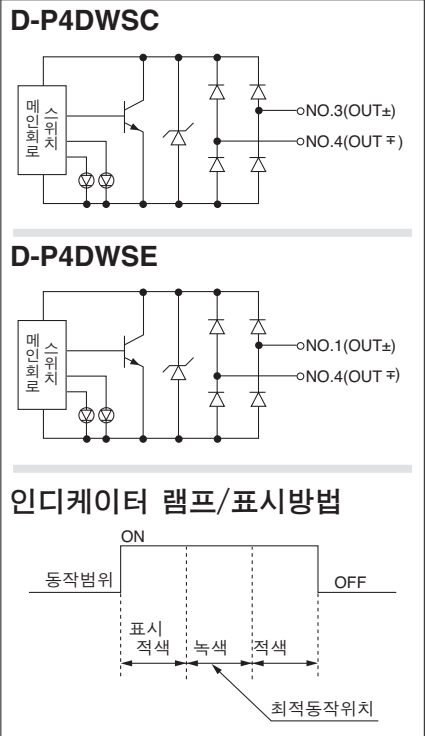 D-P4DWSC
스위치
메인회로
NO.3(OUT±)
NO.4(OUT∓)
D-P4DWSE
스위치
메인회로
NO.1(OUT±)
NO.4(OUT∓)
인디케이터 램프/표시방법
ON
동작범위
OFF
표시
적색
녹색
적색
최적동작위치